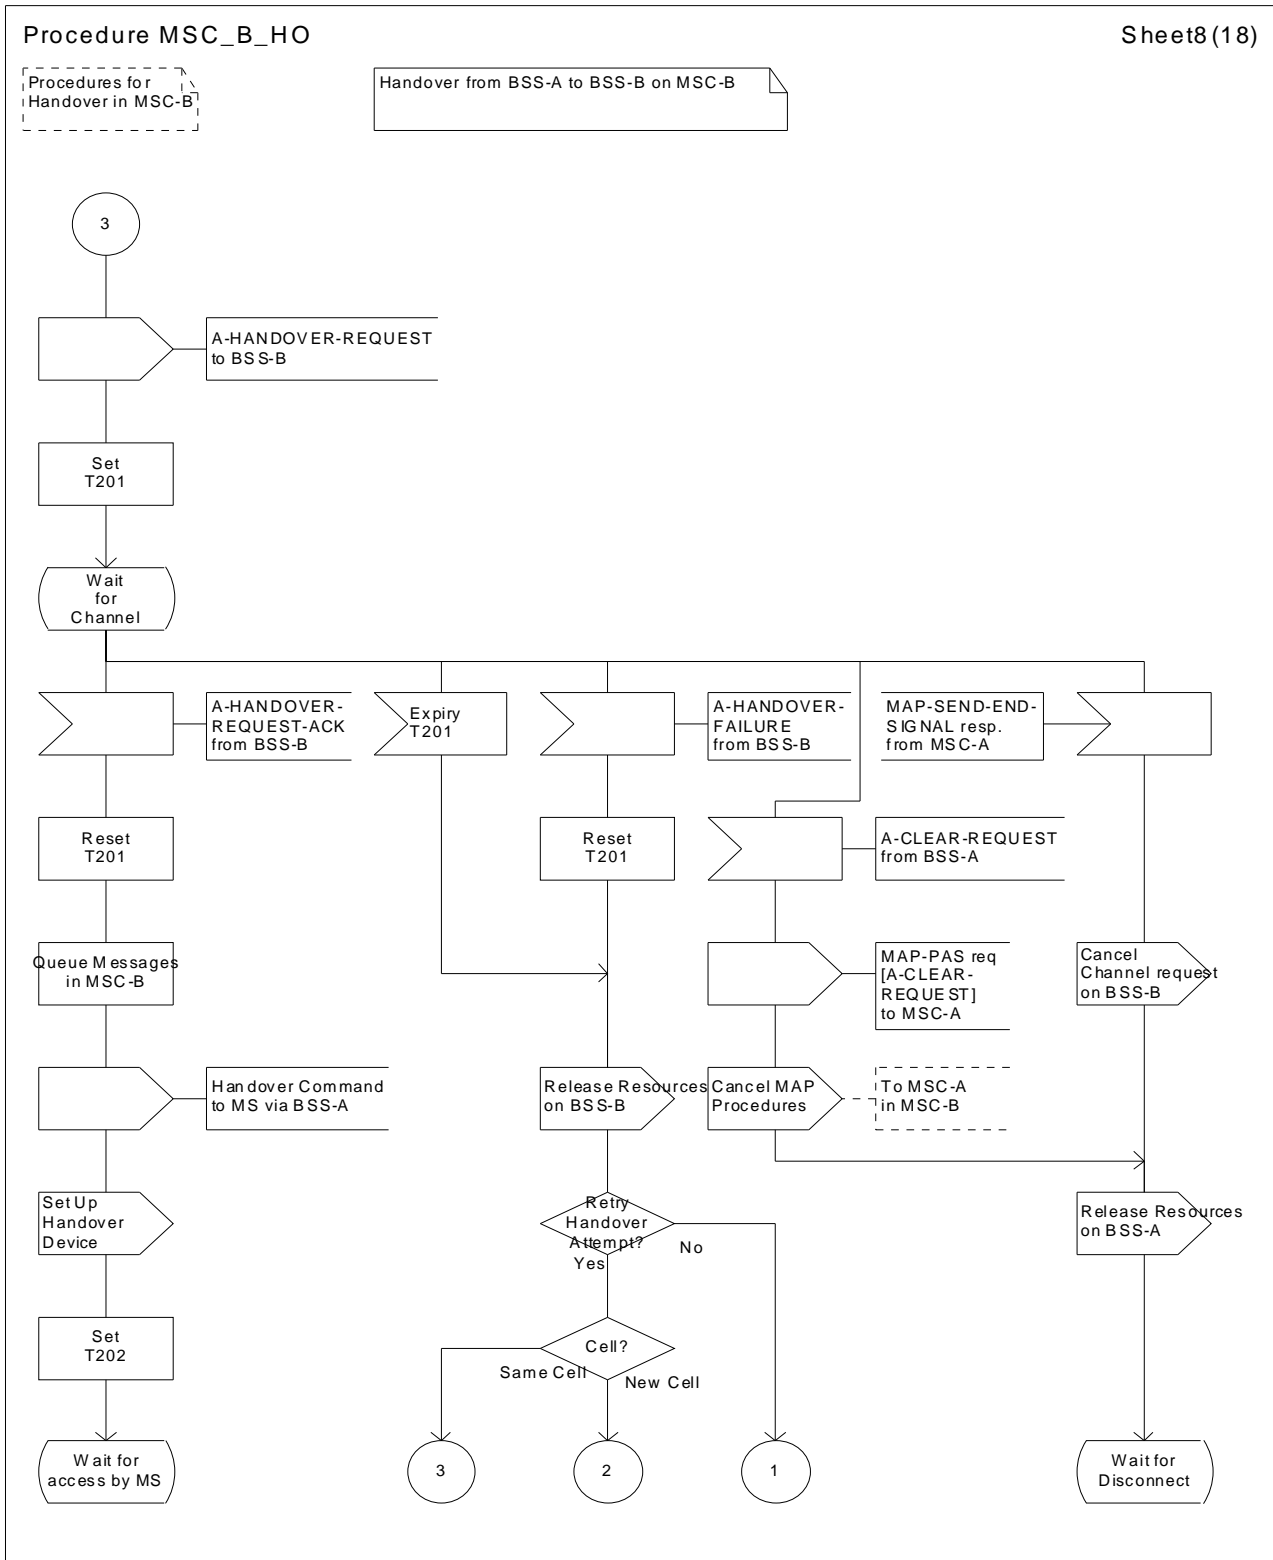 Procedure MSC_B_HO
Sheet8(18)
Procedures for
Handover in MSC-B
Handover from BSS-A to BSS-B on MSC-B
3
A-HANDOVER-REQUEST
to BSS-B
Set
T201
Wait
for
Channel
A-HANDOVER-
REQUEST-ACK
from BSS-B
Expiry
T201
A-HANDOVER-
FAILURE
from BSS-B
MAP-SEND-END-
SIGNAL resp.
from MSC-A
Reset
T201
Reset
T201
A-CLEAR-REQUEST
from BSS-A
Queue Messages
in MSC-B
MAP-PAS req
[A-CLEAR-
REQUEST]
to MSC-A
Cancel
Channel request
on BSS-B
Handover Command
to MS via BSS-A
Release Resources
on BSS-B
Cancel MAP
Procedures
To MSC-A
in MSC-B
Set Up
Handover
Device
Retry
Handover
Attempt?
No
Yes
Release Resources
on BSS-A
Set
T202
Cell?
Same Cell
New Cell
Wait for
access by MS
3
2
1
Wait for
Disconnect